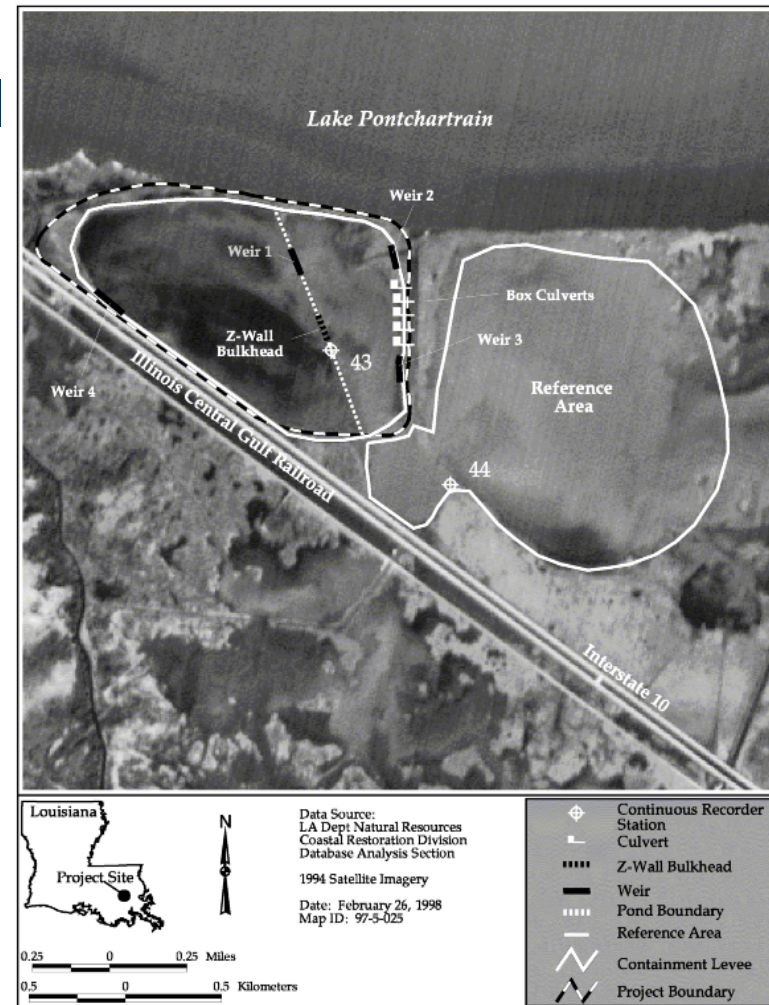 Lake Pontchartrain
Weir 2
Weir 1
Box Culverts
Z-Wall
Bulkhead
43
Weir 3
Weir 4
Reference
Area
Illinois Central Gulf Railroad
44
Interstate 10
Louisiana
Project Site
N
Data Source:
LA Dept Natural Resources
Coastal Restoration Division
Database Analysis Section
1994 Satellite Imagery
Date: February 26, 1998
Map ID: 97-5-025
0.25 0 0.25 Miles
0.5 0 0.5 Kilometers
Continuous Recorder
Station
Culvert
Z-Wall Bulkhead
Weir
Pond Boundary
Reference Area
Containment Levee
Project Boundary